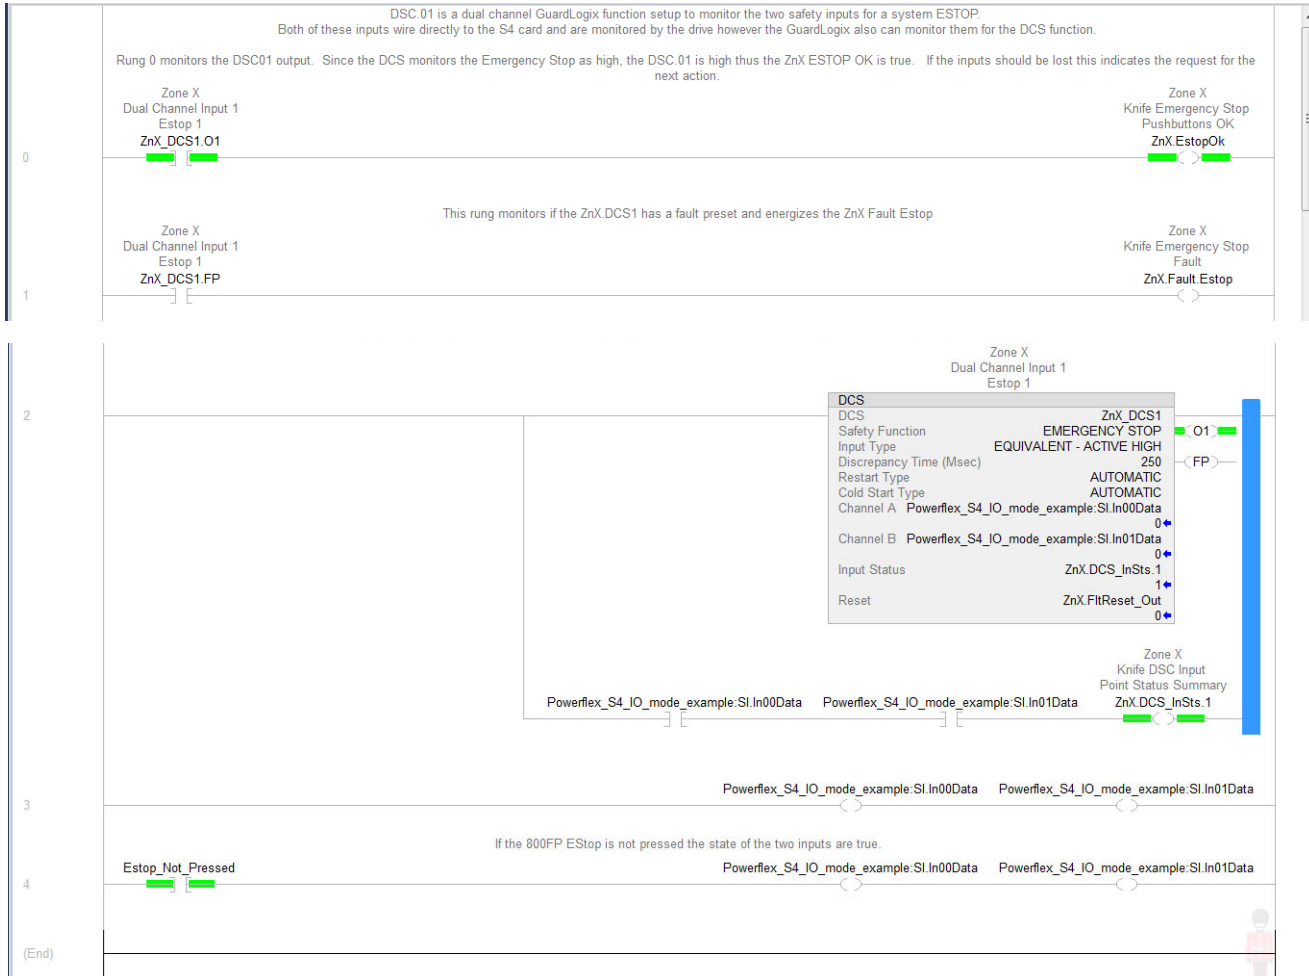 DSC.01 is a dual channel GuardLogix function setup to monitor the two safety inputs for a system ESTOP.
Both of these inputs wire directly to the S4 card and are monitored by the drive however the GuardLogix also can monitor them for the DCS function.
Rung 0 monitors the DSC01 output. Since the DCS monitors the Emergency Stop as high, the DSC.01 is high thus the ZnX ESTOP OK is true. If the inputs should be lost this indicates the request for the
next action.
Zone X
Dual Channel Input 1
Estop 1
ZnX_DCS1.O1
Zone X
Knife Emergency Stop
Pushbuttons OK
ZnX.EstopOk
0
This rung monitors if the ZnX.DCS1 has a fault preset and energizes the ZnX Fault Estop
Zone X
Dual Channel Input 1
Estop 1
ZnX_DCS1.FP
Zone X
Knife Emergency Stop
Fault
ZnX.Fault.Estop
1
Zone X
Dual Channel Input 1
Estop 1
2
DCS
DCS ZnX_DCS1
Safety Function EMERGENCY STOP
Input Type EQUIVALENT - ACTIVE HIGH
Discrepancy Time (Msec) 250
Restart Type AUTOMATIC
Cold Start Type AUTOMATIC
Channel A Powerflex_S4_IO_mode_example:SI.In00Data
0
Channel B Powerflex_S4_IO_mode_example:SI.In01Data
0
Input Status ZnX.DCS_InSts.1
1
Reset ZnX.FltReset_Out
0
O1
FP
Zone X
Knife DSC Input
Point Status Summary
Powerflex_S4_IO_mode_example:SI.In00Data Powerflex_S4_IO_mode_example:SI.In01Data ZnX.DCS_InSts.1
Powerflex_S4_IO_mode_example:SI.In00Data Powerflex_S4_IO_mode_example:SI.In01Data
3
If the 800FP EStop is not pressed the state of the two inputs are true.
Estop_Not_Pressed Powerflex_S4_IO_mode_example:SI.In00Data Powerflex_S4_IO_mode_example:SI.In01Data
4
(End)